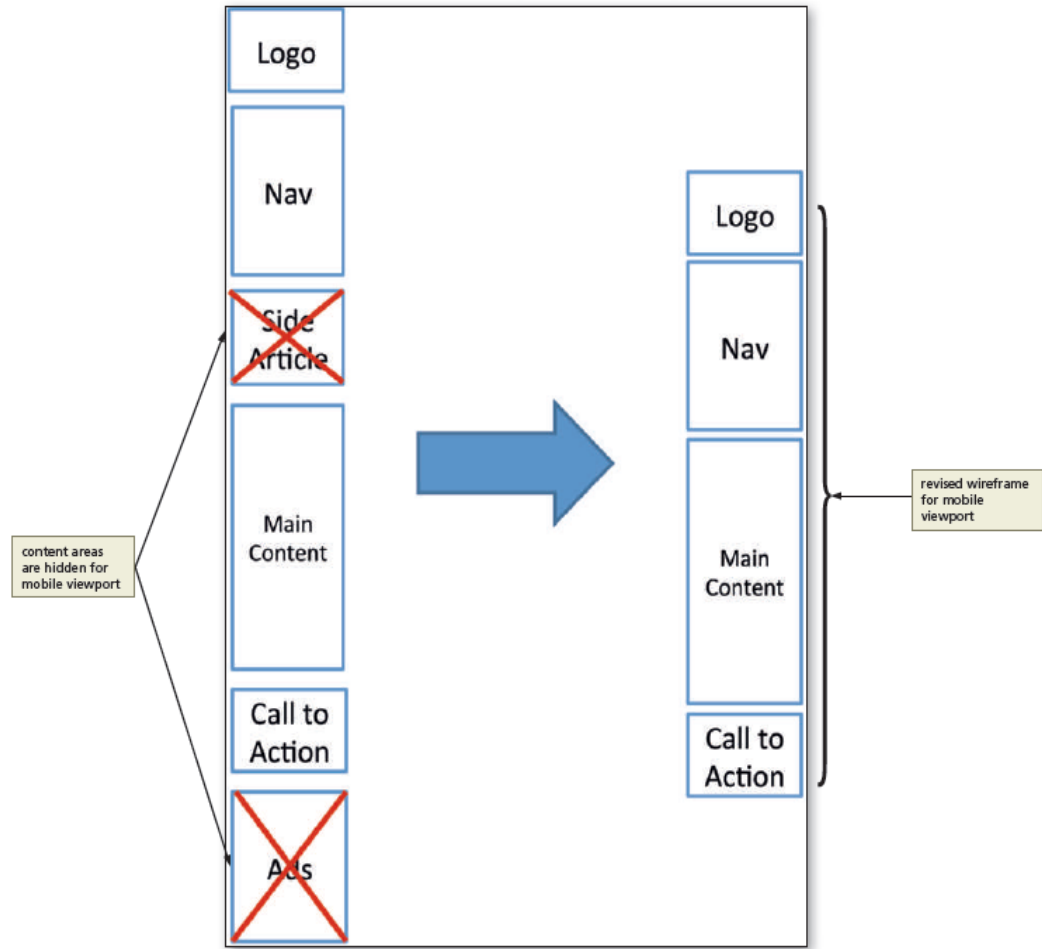 Logo
Nav
Side
Article
Main
Content
Call to
Action
Ads
content areas
are hidden for
mobile viewport
Logo
Nav
Main
Content
Call to
Action
revised wireframe
for mobile
viewport